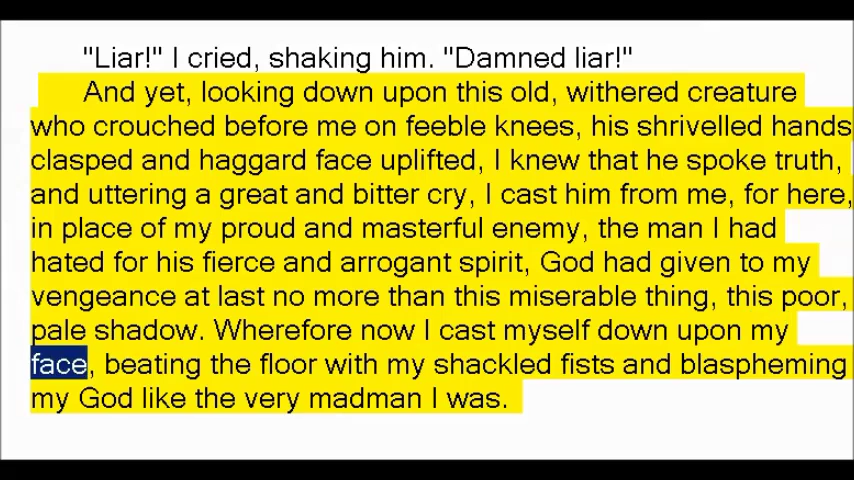 "Liar!" I cried, shaking him. "Damned liar!"
And yet, looking down upon this old, withered creature
who crouched before me on feeble knees, his shrivelled hands
clasped and haggard face uplifted, I knew that he spoke truth,
and uttering a great and bitter cry, I cast him from me, for here,
in place of my proud and masterful enemy, the man I had
hated for his fierce and arrogant spirit, God had given to my
vengeance at last no more than this miserable thing, this poor,
pale shadow. Wherefore now I cast myself down upon my
face, beating the floor with my shackled fists and blaspheming
my God like the very madman I was.